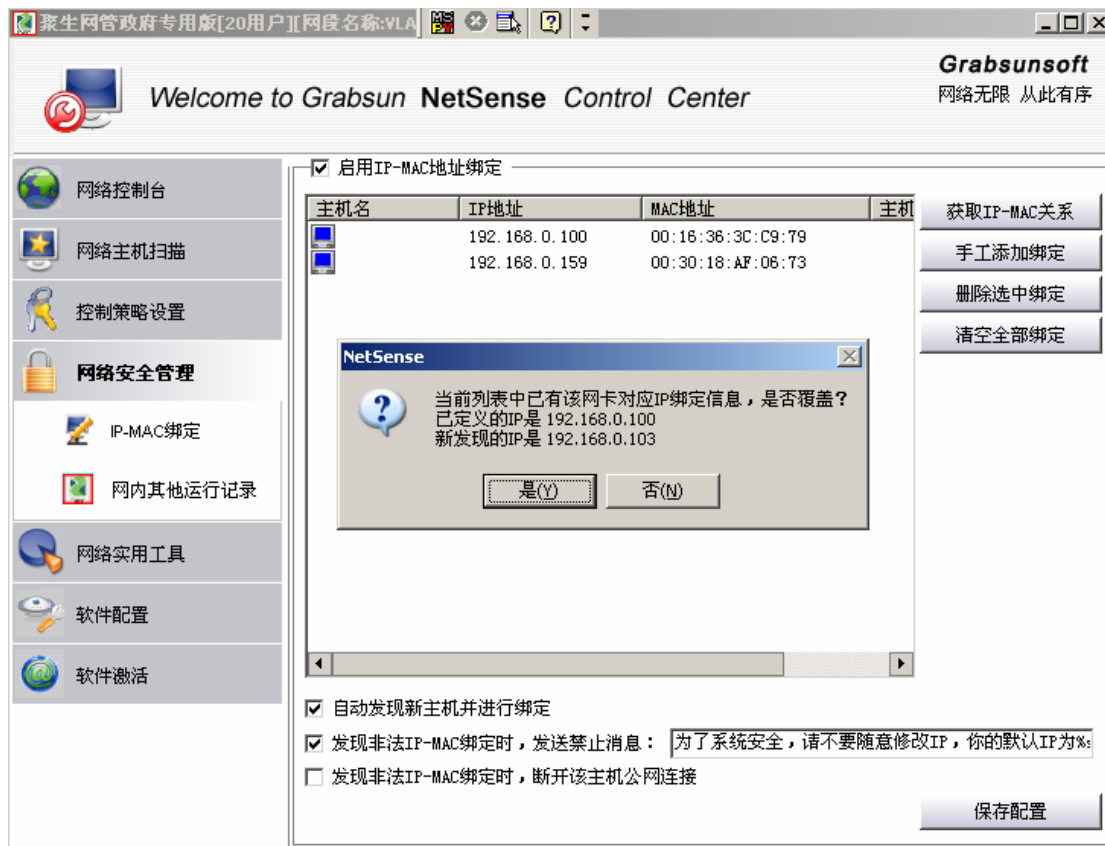 聚生网管政府专用版[20用户][网段名称:VLA
Grabsunsoft
Welcome to Grabsun NetSense Control Center
网络无限 从此有序
网络控制台
网络主机扫描
控制策略设置
网络安全管理
IP-MAC绑定
网内其他运行记录
网络实用工具
软件配置
软件激活
启用IP-MAC地址绑定
主机名 IP地址 MAC地址 主机
192.168.0.100 00:16:36:3C:C9:79
192.168.0.159 00:30:18:AF:06:73
获取IP-MAC关系
手工添加绑定
删除选中绑定
清空全部绑定
NetSense
当前列表中已有该网卡对应IP绑定信息，是否覆盖？
已定义的IP是 192.168.0.100
新发现的IP是 192.168.0.103
是(Y) 否(N)
自动发现新主机并进行绑定
发现非法IP-MAC绑定时，发送禁止消息： 为了系统安全，请不要随意修改IP，你的默认IP为%s
发现非法IP-MAC绑定时，断开该主机公网连接
保存配置